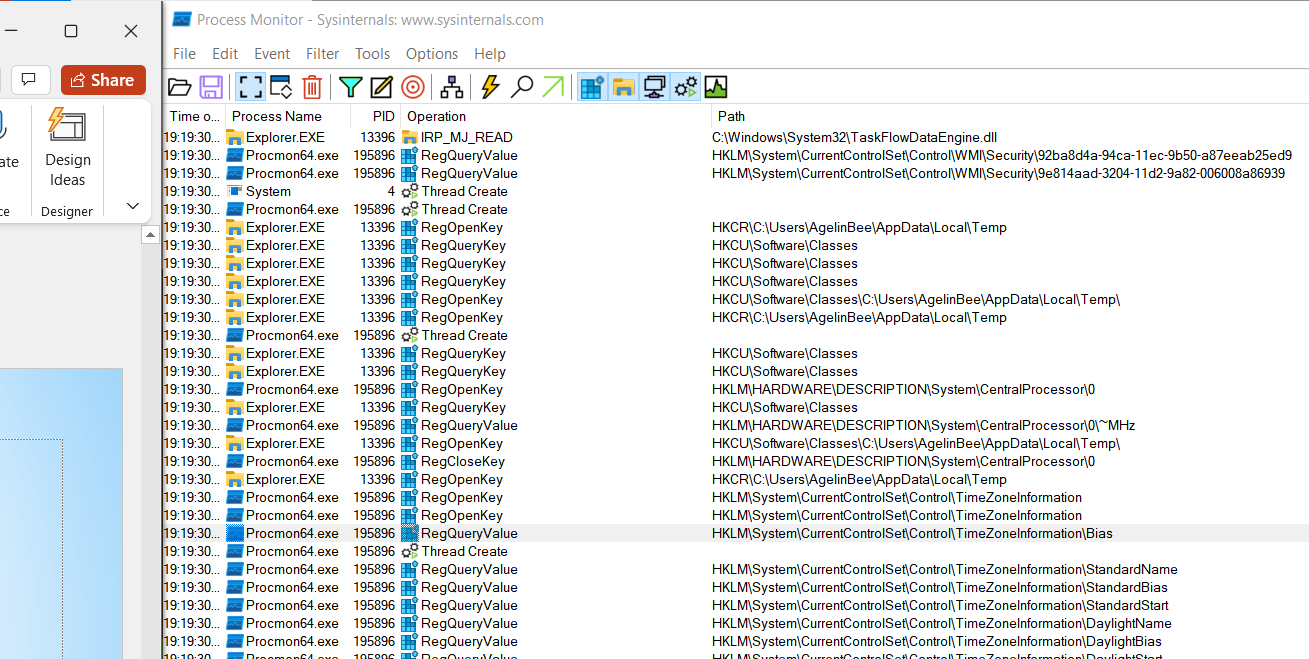 Share
ate
Design
Ideas
ce
Designer
Process Monitor - Sysinternals: www.sysinternals.com
File Edit Event Filter Tools Options Help
Time o... Process Name PID Operation Path
19:19:30... Explorer.EXE 13396 IRP_MJ_READ C:\Windows\System32\TaskFlowDataEngine.dll
19:19:30... Procmon64.exe 195896 RegQueryValue HKLM\System\CurrentControlSet\Control\WMI\Security\92ba8d4a-94ca-11ec-9b50-a87eeab25ed9
19:19:30... Procmon64.exe 195896 RegQueryValue HKLM\System\CurrentControlSet\Control\WMI\Security\9e814aad-3204-11d2-9a82-006008a86939
19:19:30... System 4 Thread Create
19:19:30... Procmon64.exe 195896 Thread Create
19:19:30... Explorer.EXE 13396 RegOpenKey HKCR\C:\Users\AgelinBee\AppData\Local\Temp
19:19:30... Explorer.EXE 13396 RegQueryKey HKCU\Software\Classes
19:19:30... Explorer.EXE 13396 RegQueryKey HKCU\Software\Classes
19:19:30... Explorer.EXE 13396 RegQueryKey HKCU\Software\Classes
19:19:30... Explorer.EXE 13396 RegOpenKey HKCU\Software\Classes\C:\Users\AgelinBee\AppData\Local\Temp\
19:19:30... Explorer.EXE 13396 RegOpenKey HKCR\C:\Users\AgelinBee\AppData\Local\Temp
19:19:30... Procmon64.exe 195896 Thread Create
19:19:30... Explorer.EXE 13396 RegQueryKey HKCU\Software\Classes
19:19:30... Explorer.EXE 13396 RegQueryKey HKCU\Software\Classes
19:19:30... Procmon64.exe 195896 RegOpenKey HKLM\HARDWARE\DESCRIPTION\System\CentralProcessor\0
19:19:30... Explorer.EXE 13396 RegQueryKey HKCU\Software\Classes
19:19:30... Procmon64.exe 195896 RegQueryValue HKLM\HARDWARE\DESCRIPTION\System\CentralProcessor\0\~MHz
19:19:30... Explorer.EXE 13396 RegOpenKey HKCU\Software\Classes\C:\Users\AgelinBee\AppData\Local\Temp\
19:19:30... Procmon64.exe 195896 RegCloseKey HKLM\HARDWARE\DESCRIPTION\System\CentralProcessor\0
19:19:30... Explorer.EXE 13396 RegOpenKey HKCR\C:\Users\AgelinBee\AppData\Local\Temp
19:19:30... Procmon64.exe 195896 RegOpenKey HKLM\System\CurrentControlSet\Control\TimeZoneInformation
19:19:30... Procmon64.exe 195896 RegOpenKey HKLM\System\CurrentControlSet\Control\TimeZoneInformation
19:19:30... Procmon64.exe 195896 RegQueryValue HKLM\System\CurrentControlSet\Control\TimeZoneInformation\Bias
19:19:30... Procmon64.exe 195896 Thread Create
19:19:30... Procmon64.exe 195896 RegQueryValue HKLM\System\CurrentControlSet\Control\TimeZoneInformation\StandardName
19:19:30... Procmon64.exe 195896 RegQueryValue HKLM\System\CurrentControlSet\Control\TimeZoneInformation\StandardBias
19:19:30... Procmon64.exe 195896 RegQueryValue HKLM\System\CurrentControlSet\Control\TimeZoneInformation\StandardStart
19:19:30... Procmon64.exe 195896 RegQueryValue HKLM\System\CurrentControlSet\Control\TimeZoneInformation\DaylightName
19:19:30... Procmon64.exe 195896 RegQueryValue HKLM\System\CurrentControlSet\Control\TimeZoneInformation\DaylightBias
19:19:30... Procmon64.exe 195896 RegQueryValue HKLM\System\CurrentControlSet\Control\TimeZoneInformation\DaylightStart